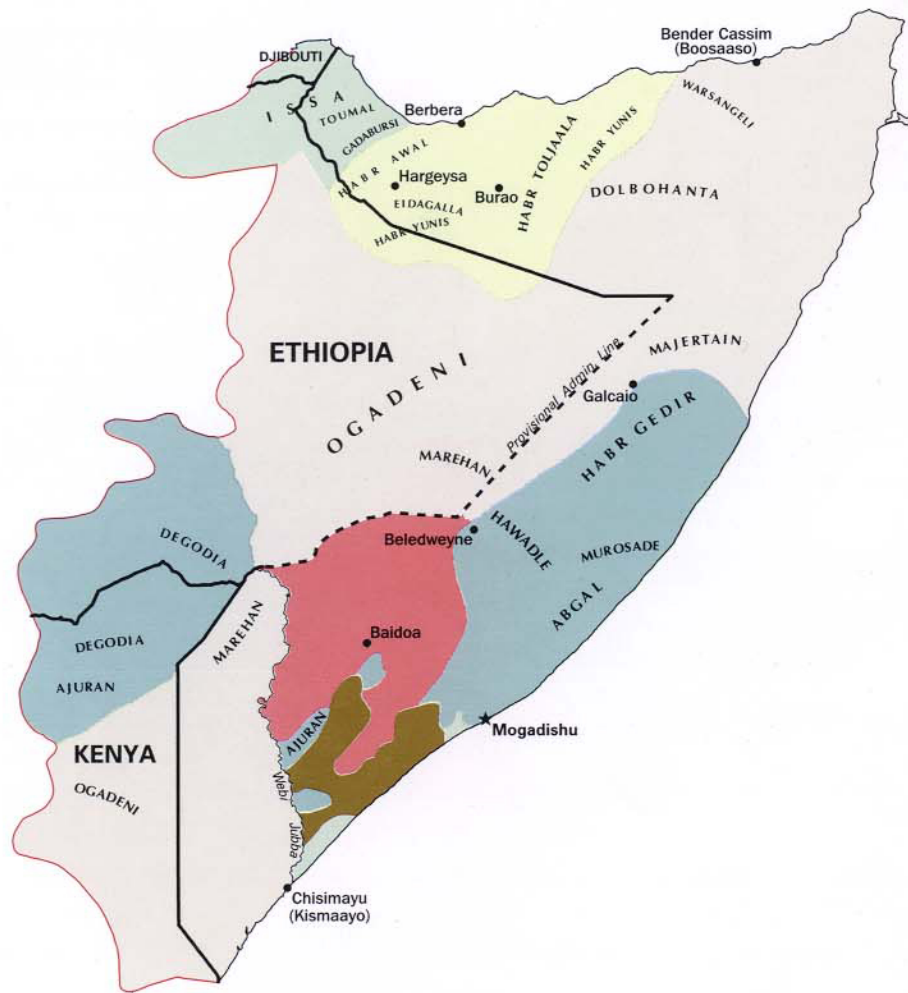 Bender Cassim
(Boosaaso)
DJIBOUTI
ISSA
TOUMAL
GADABURSI
Berbera
WARSANGELI
HABR AWAL
Hargeysa
EIDAGALLA
HABR YUNIS
Burao
HABR TOLJAALA
HABR YUNIS
DOLBOHANTA
ETHIOPIA
OGADENI
Provisional Admin. Line
MAJERTAIN
Galcaio
HABR GEDIR
MAREHAN
Beledweyne
HAWADLE
MUROSADE
ABGAL
DEGODIA
DEGODIA
AJURAN
MAREHAN
Baidoa
AJURAN
Mogadishu
KENYA
OGADENI
Webi
Jubba
Chisimayu
(Kismaayo)